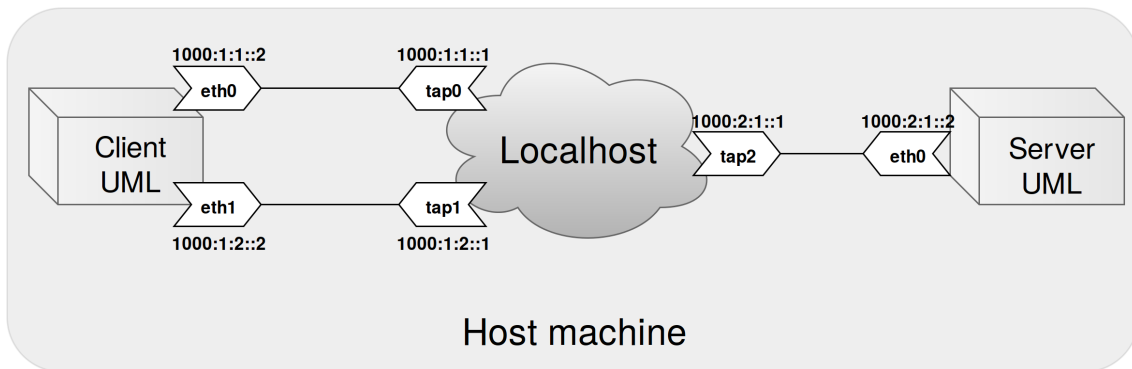 1000:1:1::2
1000:1:1::1
eth0
tap0
Client
UML
Localhost
1000:2:1::1
1000:2:1::2
tap2
eth0
Server
UML
eth1
tap1
1000:1:2::2
1000:1:2::1
Host machine